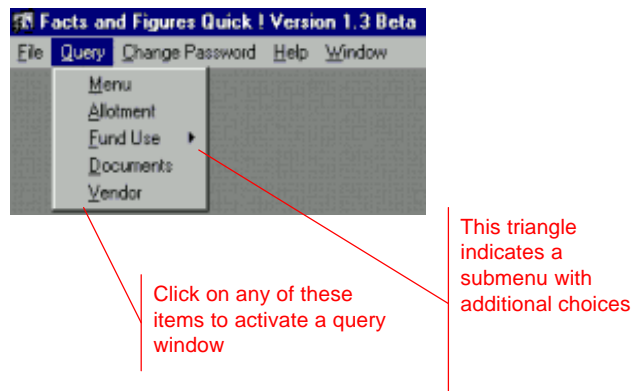 Facts and Figures Quick ! Version 1.3 Beta
File Query Change Password Help Window
Menu
Allotment
Fund Use
Documents
Vendor
This triangle
indicates a
submenu with
additional choices
Click on any of these
items to activate a query
window